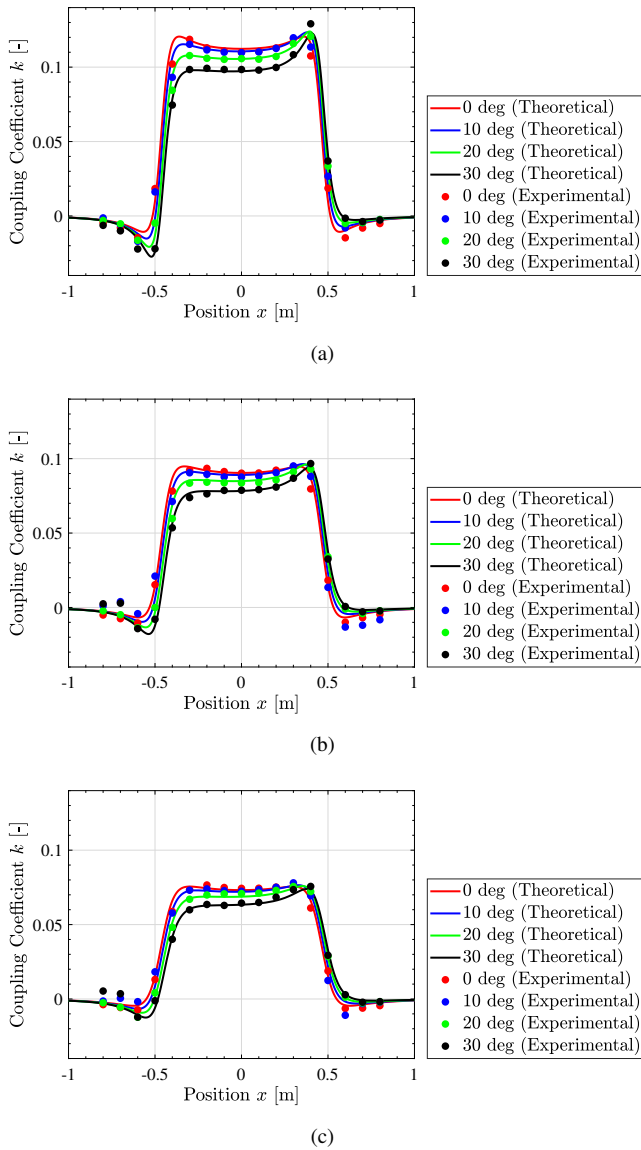 0.1
0.05
0
Coupling Coefficient k [-]
-1
-0.5
0
0.5
1
Position x [m]
0 deg (Theoretical)
10 deg (Theoretical)
20 deg (Theoretical)
30 deg (Theoretical)
0 deg (Experimental)
10 deg (Experimental)
20 deg (Experimental)
30 deg (Experimental)
(a)
0.1
0.05
0
Coupling Coefficient k [-]
-1
-0.5
0
0.5
1
Position x [m]
0 deg (Theoretical)
10 deg (Theoretical)
20 deg (Theoretical)
30 deg (Theoretical)
0 deg (Experimental)
10 deg (Experimental)
20 deg (Experimental)
30 deg (Experimental)
(b)
0.1
0.05
0
Coupling Coefficient k [-]
-1
-0.5
0
0.5
1
Position x [m]
0 deg (Theoretical)
10 deg (Theoretical)
20 deg (Theoretical)
30 deg (Theoretical)
0 deg (Experimental)
10 deg (Experimental)
20 deg (Experimental)
30 deg (Experimental)
(c)